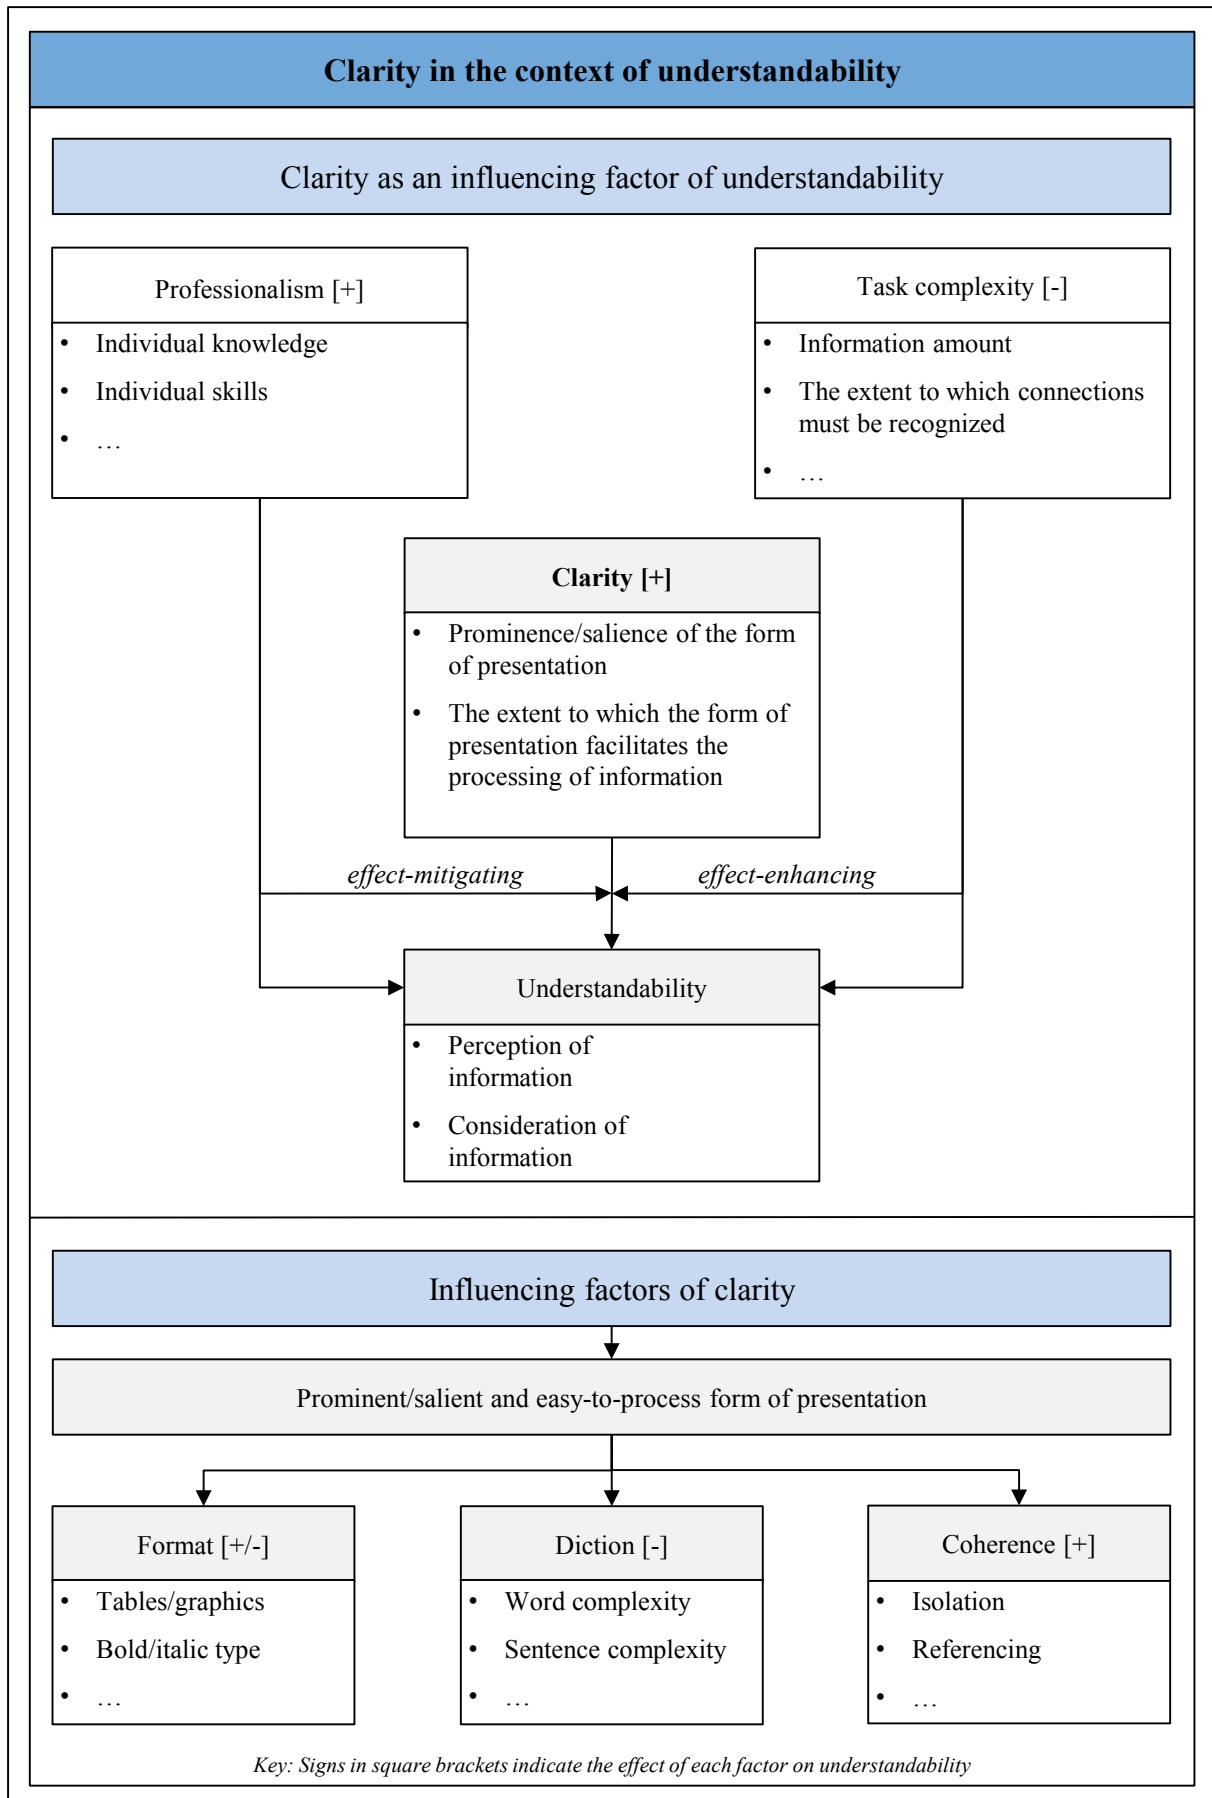 Clarity in the context of understandability
Clarity as an influencing factor of understandability
Professionalism [+]
• Individual knowledge
• Individual skills
• …
Task complexity [-]
• Information amount
• The extent to which connections
must be recognized
• …
Clarity [+]
• Prominence/salience of the form
of presentation
• The extent to which the form of
presentation facilitates the
processing of information
effect-mitigating
effect-enhancing
Understandability
• Perception of
information
• Consideration of
information
Influencing factors of clarity
Prominent/salient and easy-to-process form of presentation
Format [+/-]
• Tables/graphics
• Bold/italic type
• …
Diction [-]
• Word complexity
• Sentence complexity
• …
Coherence [+]
• Isolation
• Referencing
• …
Key: Signs in square brackets indicate the effect of each factor on understandability